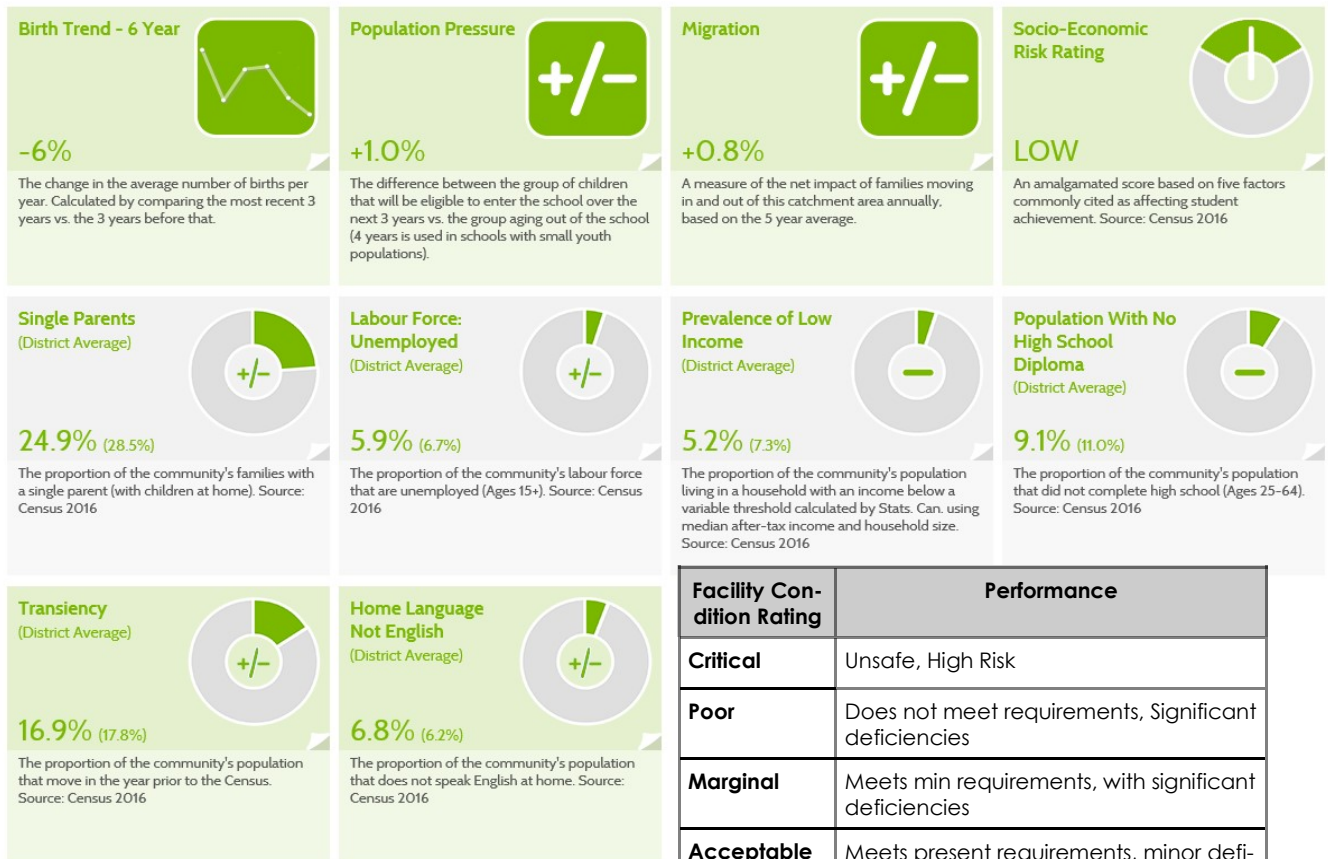 Birth Trend - 6 Year
+/−
-6%
The change in the average number of births per
year. Calculated by comparing the most recent 3
years vs. the 3 years before that.
Population Pressure
+/−
+1.0%
The difference between the group of children
that will be eligible to enter the school over the
next 3 years vs. the group aging out of the school
(4 years is used in schools with small youth
populations).
Migration
+0.8%
A measure of the net impact of families moving
in and out of this catchment area annually,
based on the 5 year average.
Socio-Economic
Risk Rating
LOW
An amalgamated score based on five factors
commonly cited as affecting student
achievement. Source: Census 2016
Single Parents
(District Average)
+/−
24.9% (28.5%)
The proportion of the community's families with
a single parent (with children at home). Source:
Census 2016
Labour Force:
Unemployed
(District Average)
+/−
5.9% (6.7%)
The proportion of the community's labour force
that are unemployed (Ages 15+). Source: Census
2016
Prevalence of Low
Income
(District Average)
−
5.2% (7.3%)
The proportion of the community's population
living in a household with an income below a
variable threshold calculated by Stats. Can. using
median after-tax income and household size.
Source: Census 2016
Population With No
High School
Diploma
(District Average)
−
9.1% (11.0%)
The proportion of the community's population
that did not complete high school (Ages 25-64).
Source: Census 2016
Transiency
(District Average)
+/−
16.9% (17.8%)
The proportion of the community's population
that move in the year prior to the Census.
Source: Census 2016
Home Language
Not English
(District Average)
+/−
6.8% (6.2%)
The proportion of the community's population
that does not speak English at home. Source:
Census 2016
Facility Con-
dition Rating
Performance
Critical
Unsafe, High Risk
Poor
Does not meet requirements, Significant
deficiencies
Marginal
Meets min requirements, with significant
deficiencies
Acceptable
Meets present requirements, minor defi-